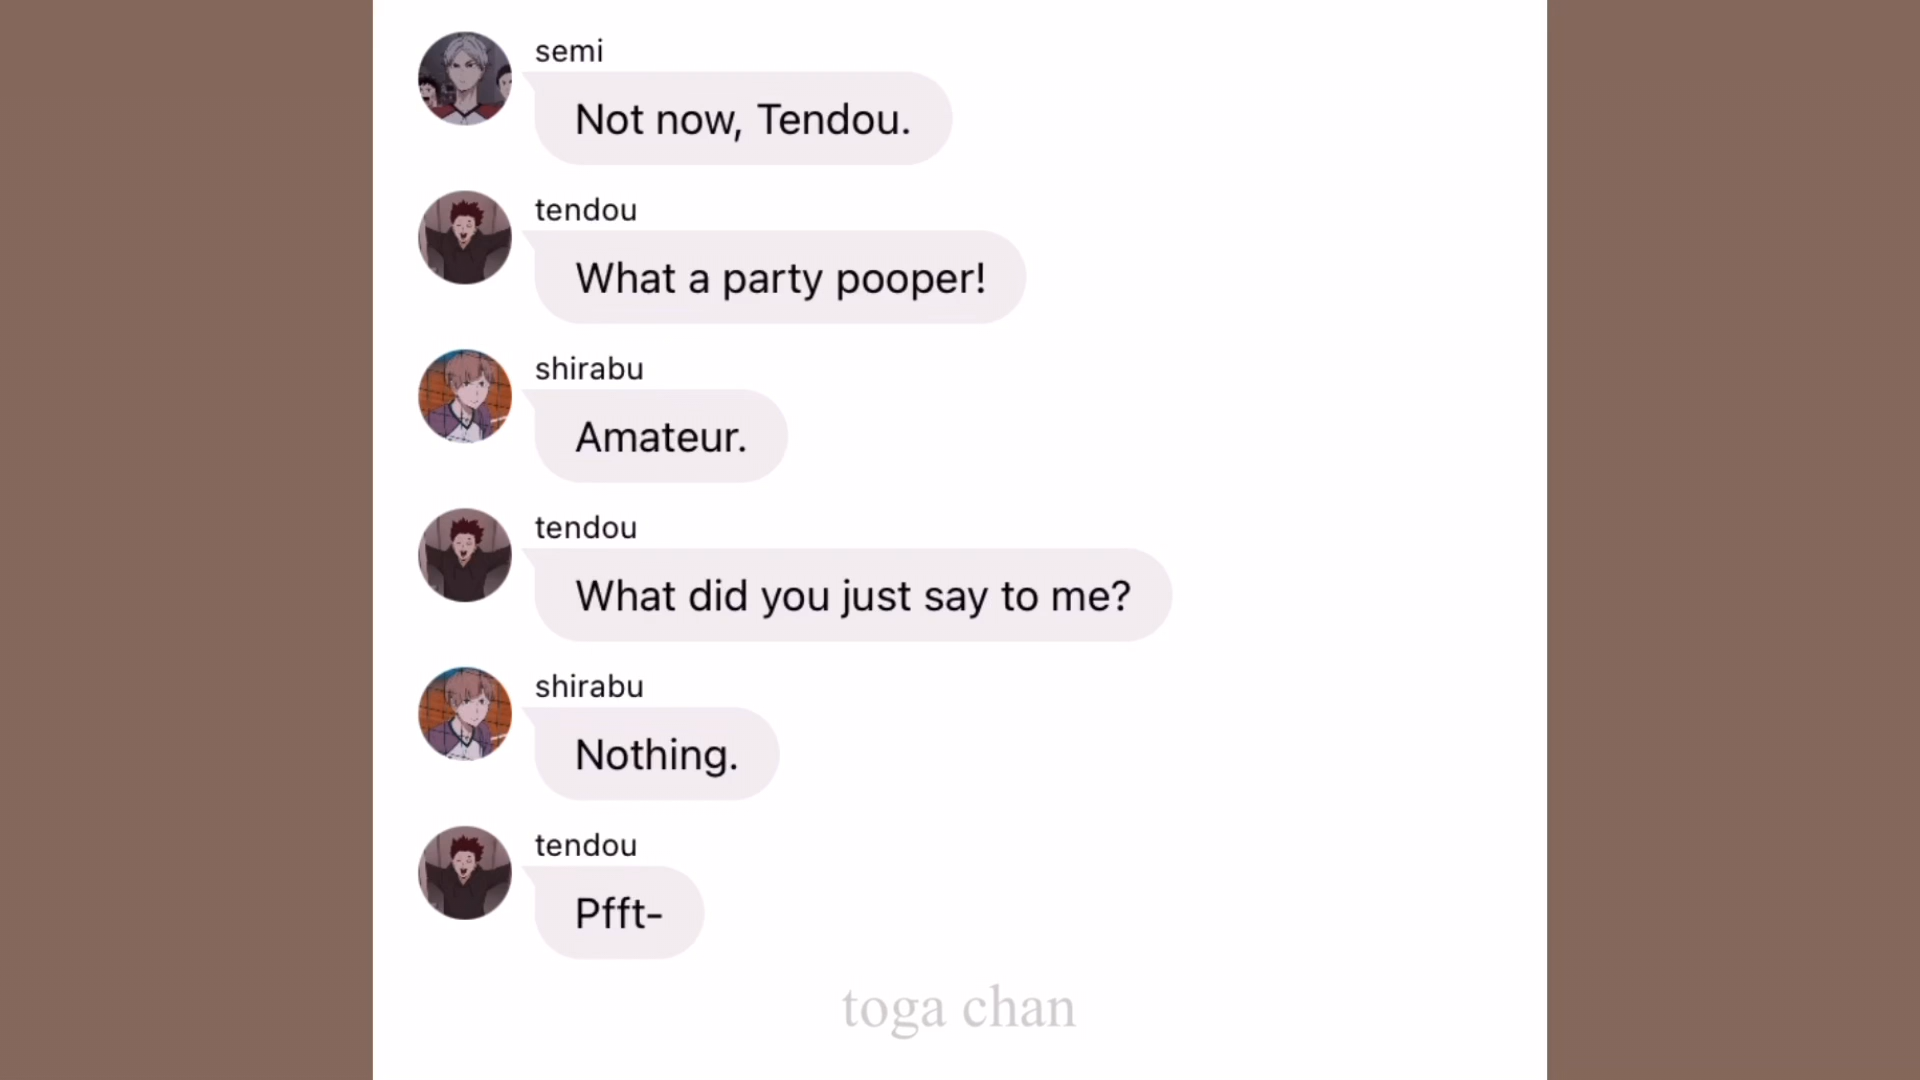 semi
Not now, Tendou.
tendou
What a party pooper!
shirabu
Amateur.
tendou
What did you just say to me?
shirabu
Nothing.
tendou
Pfft-
toga chan